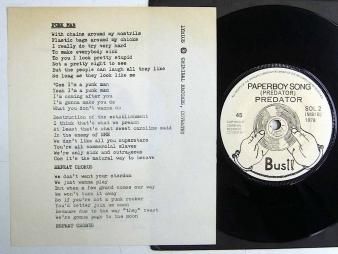 PUNK MAN
With chains around my nostrils
Plastic bags around my chicks
I really do try very hard
To make everybody sick
To you I look pretty stupid
Not a pretty sight to see
But the people can laugh all they like
So long as they look like me
'Cos I'm a punk man
Yeah I'm a punk man
I'm coming after you
I'm gonna make you do
What you don't wanna do
Destruction of the establishment
I think that's what we preach
At least that's what sweet caroline said
In the enemy of NME
We don't like all you superstars
You're all commercial slaves
We're only sick and outrageous
Cos it's the natural way to behave
REPEAT CHORUS
We don't want your stardom
We just wanna play
But when a few grand comes our way
We won't turn it away
So if you're not a punk rocker
You'd better join us soon
Because due to the way "they" react
We're gonna pogo to the moon
REPEAT CHORUS
PAPERBOY SONG
(PREDATOR)
PREDATOR
45
SOL 2
1978
Bust